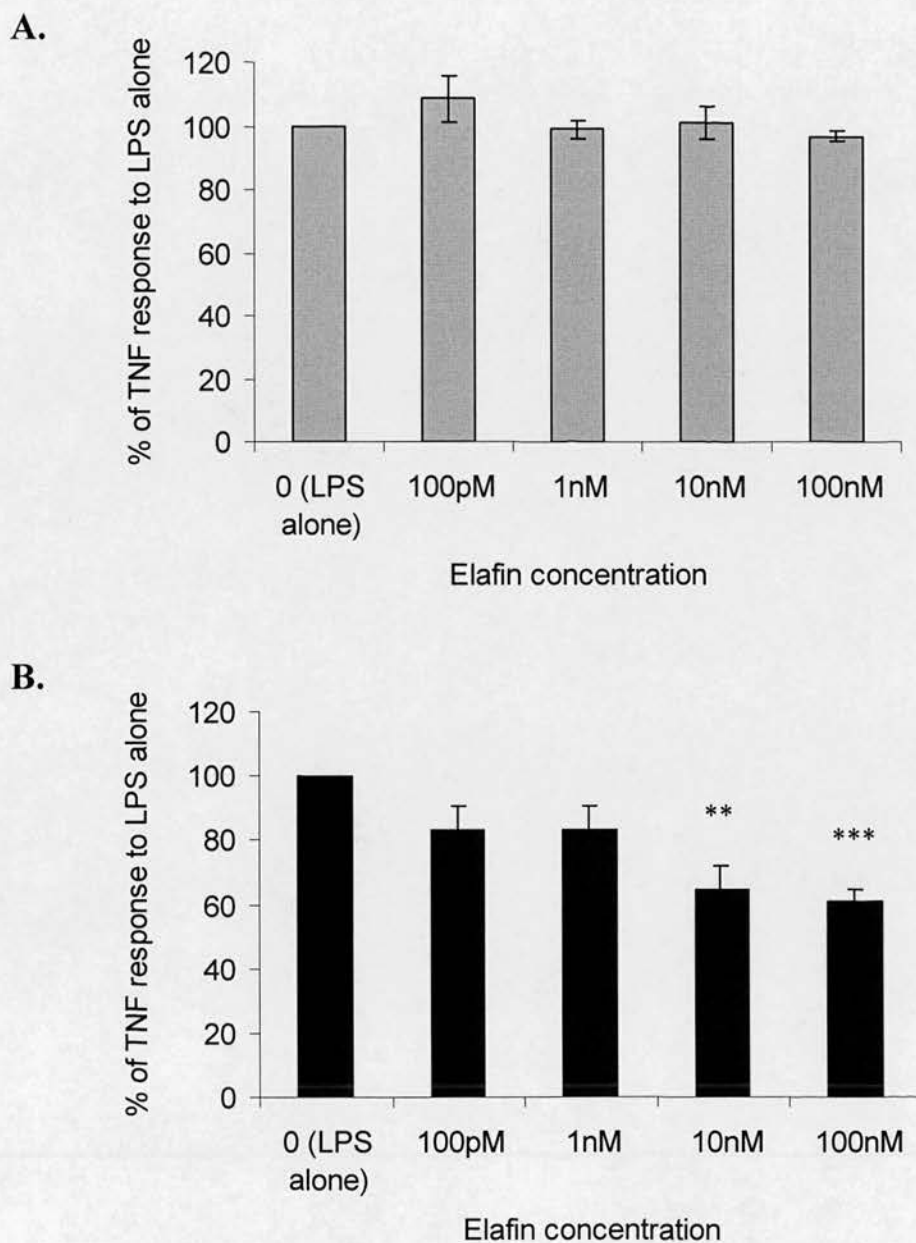 A.
% of TNF response to LPS alone
120
100
80
60
40
20
0
0 (LPS
alone)
100pM
1nM
10nM
100nM
Elafin concentration
B.
% of TNF response to LPS alone
120
100
80
60
40
20
0
**
***
0 (LPS
alone)
100pM
1nM
10nM
100nM
Elafin concentration